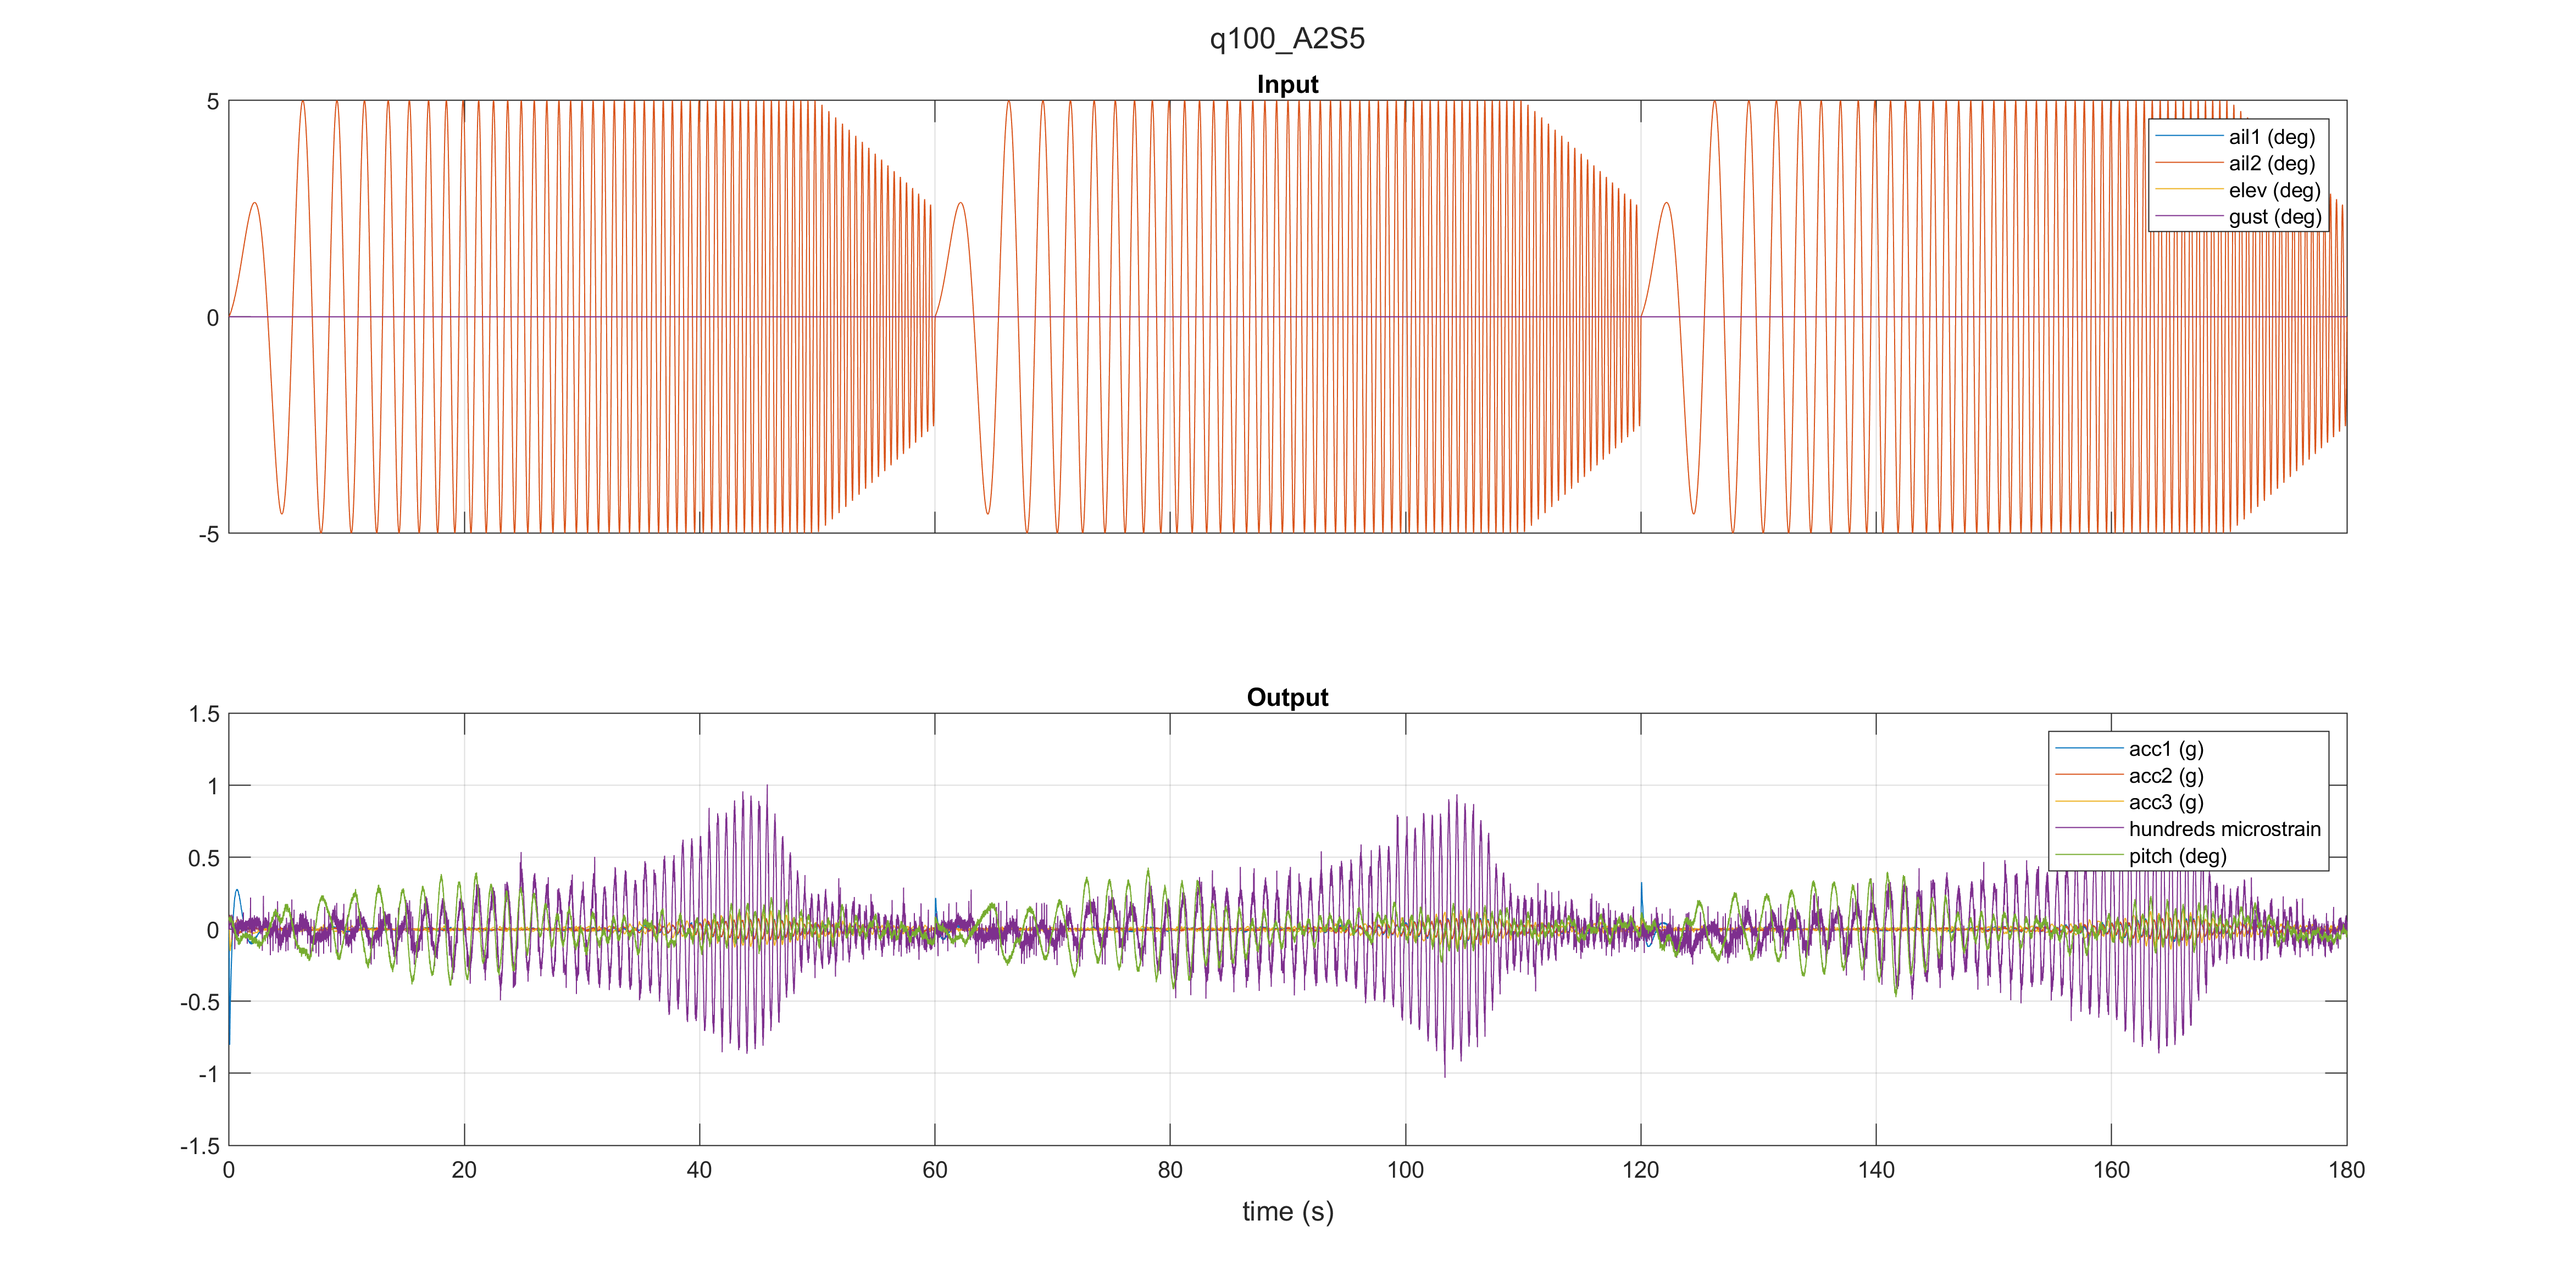 q100_A2S5
Input
5
0
-5
ail1 (deg)
ail2 (deg)
elev (deg)
gust (deg)
Output
1.5
1
0.5
0
-0.5
-1
-1.5
acc1 (g)
acc2 (g)
acc3 (g)
hundreds microstrain
pitch (deg)
0 20 40 60 80 100 120 140 160 180
time (s)